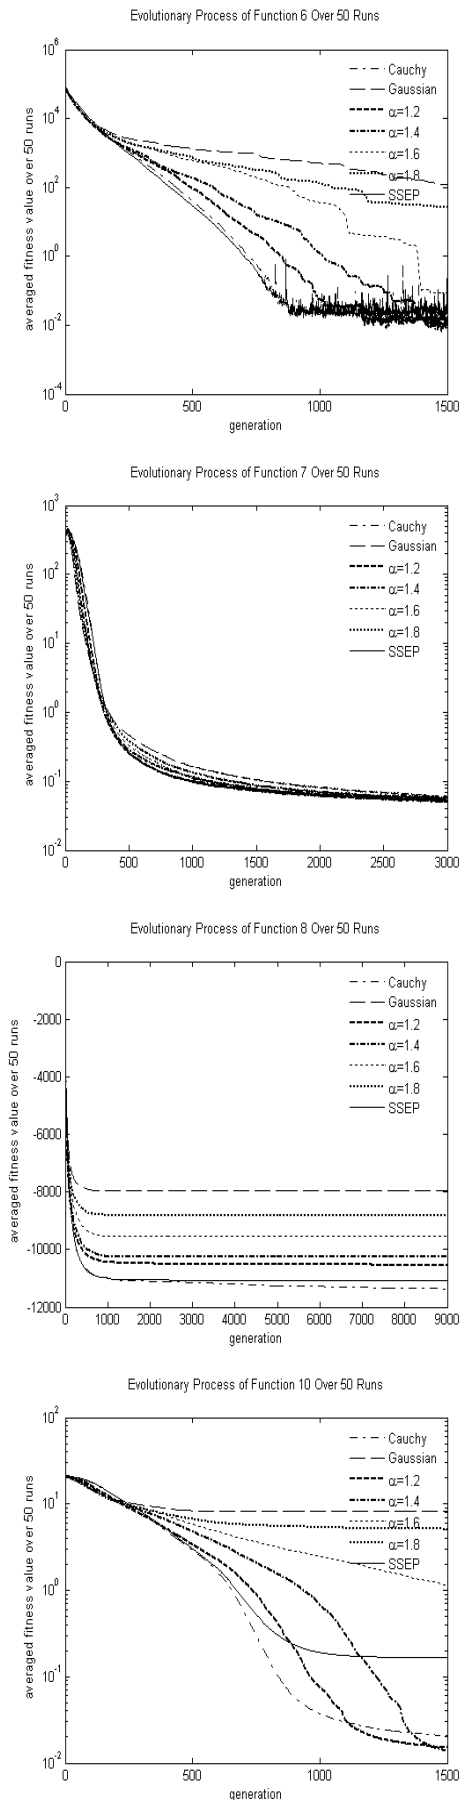 Evolutionary Process of Function 6 Over 50 Runs
averaged fitness value over 50 runs
10^6
10^4
10^2
10^0
10^-2
10^-4
Cauchy
Gaussian
α=1.2
α=1.4
α=1.6
α=1.8
SSEP
0 500 1000 1500
generation
Evolutionary Process of Function 7 Over 50 Runs
averaged fitness value over 50 runs
10^3
10^2
10^1
10^0
10^-1
10^-2
Cauchy
Gaussian
α=1.2
α=1.4
α=1.6
α=1.8
SSEP
0 500 1000 1500 2000 2500 3000
generation
Evolutionary Process of Function 8 Over 50 Runs
averaged fitness value over 50 runs
0
-2000
-4000
-6000
-8000
-10000
-12000
Cauchy
Gaussian
α=1.2
α=1.4
α=1.6
α=1.8
SSEP
0 1000 2000 3000 4000 5000 6000 7000 8000 9000
generation
Evolutionary Process of Function 10 Over 50 Runs
averaged fitness value over 50 runs
10^2
10^1
10^0
10^-1
10^-2
Cauchy
Gaussian
α=1.2
α=1.4
α=1.6
α=1.8
SSEP
0 500 1000 1500
generation